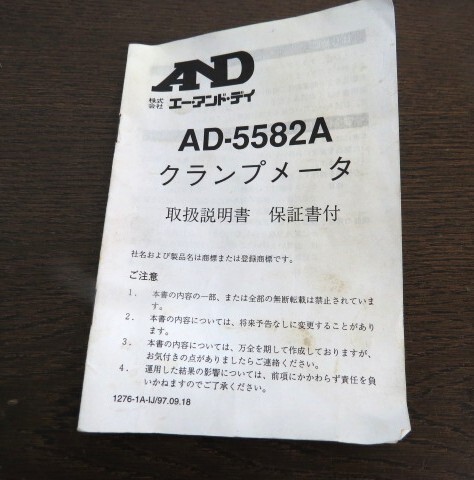 AND
株式会社 エー・アンド・デイ
AD-5582A
クランプメータ
取扱説明書　保証書付
社名および製品名は商標または登録商標です。
ご注意
1. 本書の内容の一部、または全部の無断転載は禁止されていま
す。
2. 本書の内容については、将来予告なしに変更することがあり
ます。
3. 本書の内容については、万全を期して作成しておりますが、
お気付きの点がありましたらご連絡ください。
4. 運用した結果の影響については、前項にかかわらず責任を負
いかねますのでご了承ください。
1276-1A-IJ/97.09.18